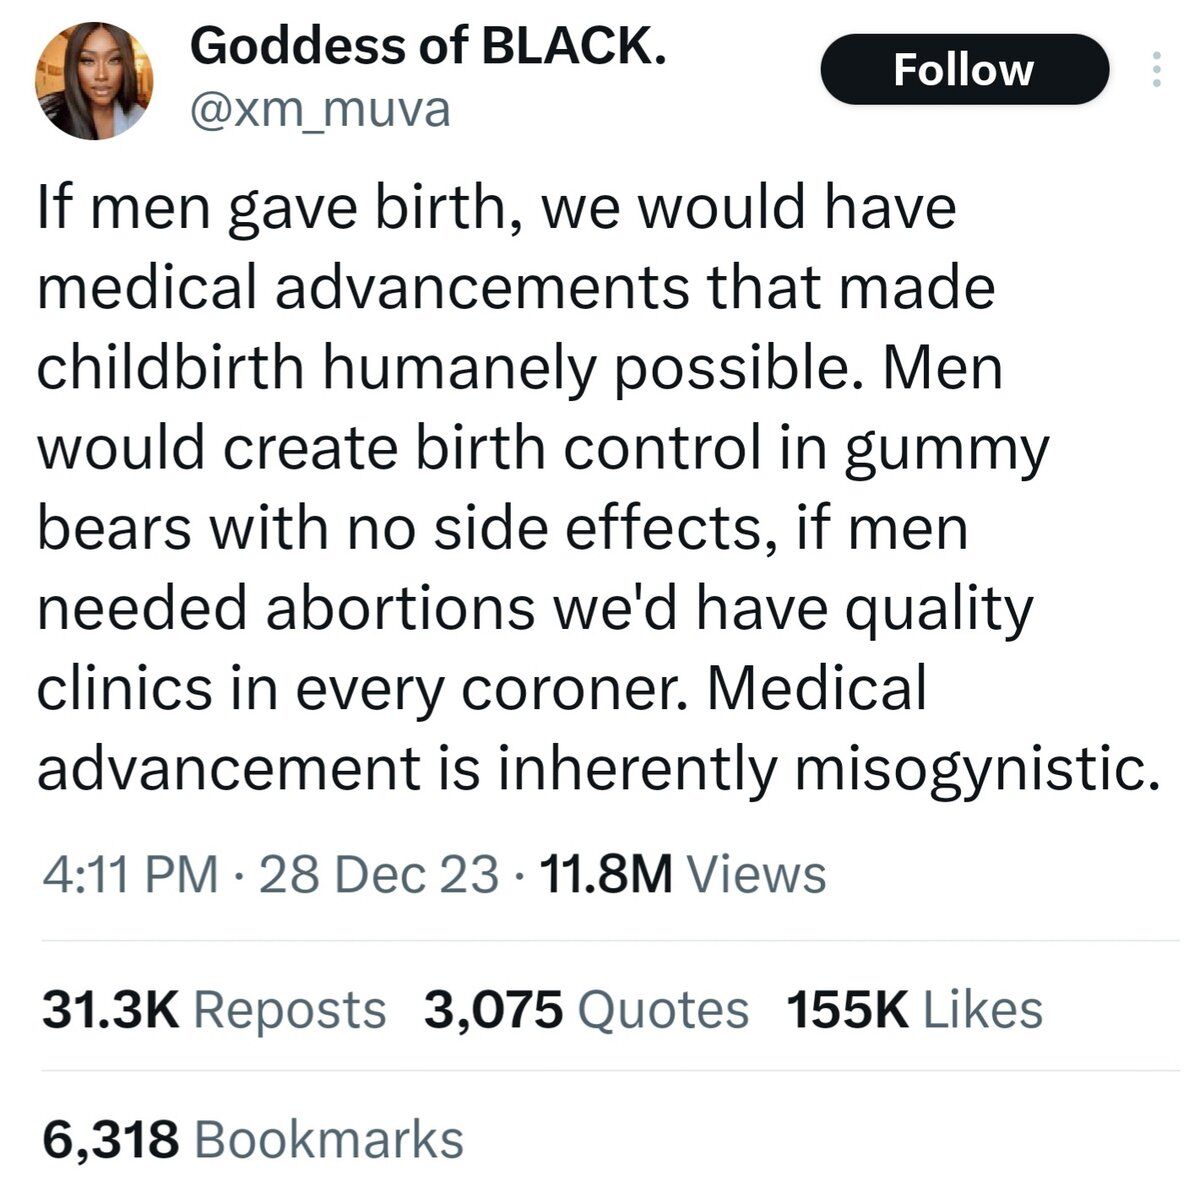 Goddess of BLACK.
@xm_muva
Follow
If men gave birth, we would have
medical advancements that made
childbirth humanely possible. Men
would create birth control in gummy
bears with no side effects, if men
needed abortions we'd have quality
clinics in every coroner. Medical
advancement is inherently misogynistic.
4:11 PM · 28 Dec 23 · 11.8M Views
31.3K Reposts 3,075 Quotes 155K Likes
6,318 Bookmarks